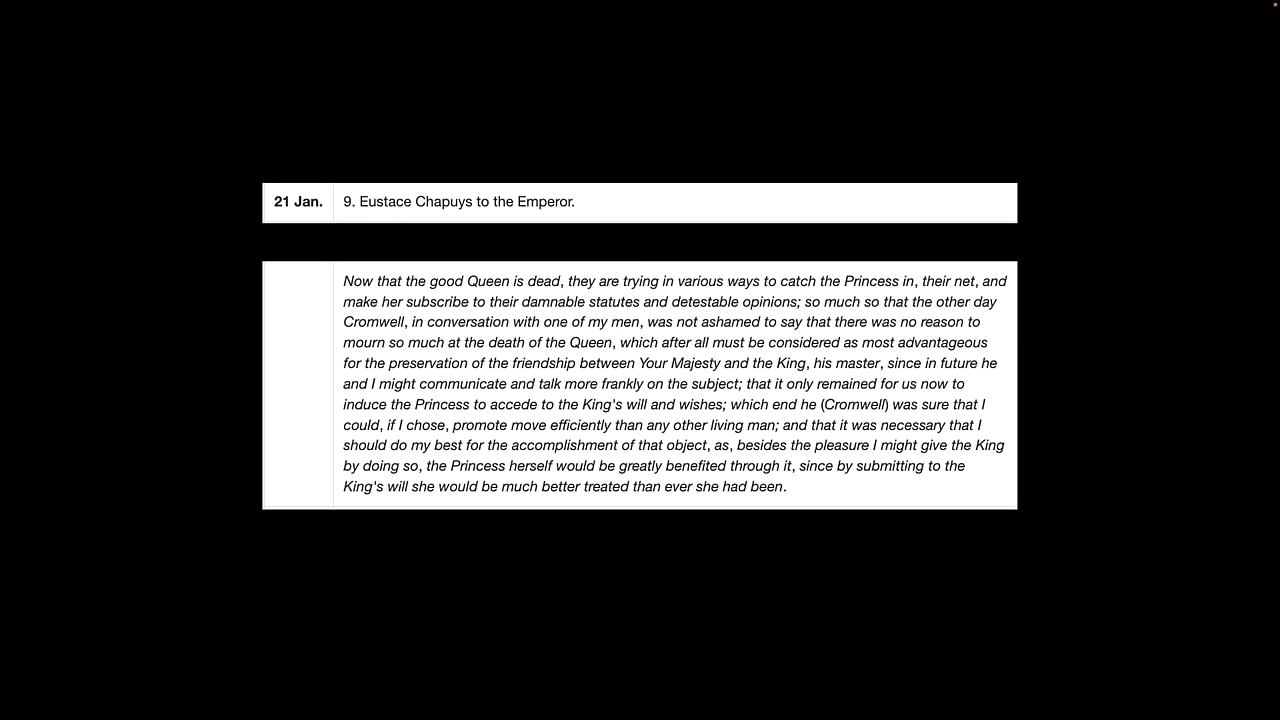 21 Jan. 9. Eustace Chapuys to the Emperor.
Now that the good Queen is dead, they are trying in various ways to catch the Princess in, their net, and
make her subscribe to their damnable statutes and detestable opinions; so much so that the other day
Cromwell, in conversation with one of my men, was not ashamed to say that there was no reason to
mourn so much at the death of the Queen, which after all must be considered as most advantageous
for the preservation of the friendship between Your Majesty and the King, his master, since in future he
and I might communicate and talk more frankly on the subject; that it only remained for us now to
induce the Princess to accede to the King's will and wishes; which end he (Cromwell) was sure that I
could, if I chose, promote move efficiently than any other living man; and that it was necessary that I
should do my best for the accomplishment of that object, as, besides the pleasure I might give the King
by doing so, the Princess herself would be greatly benefited through it, since by submitting to the
King's will she would be much better treated than ever she had been.